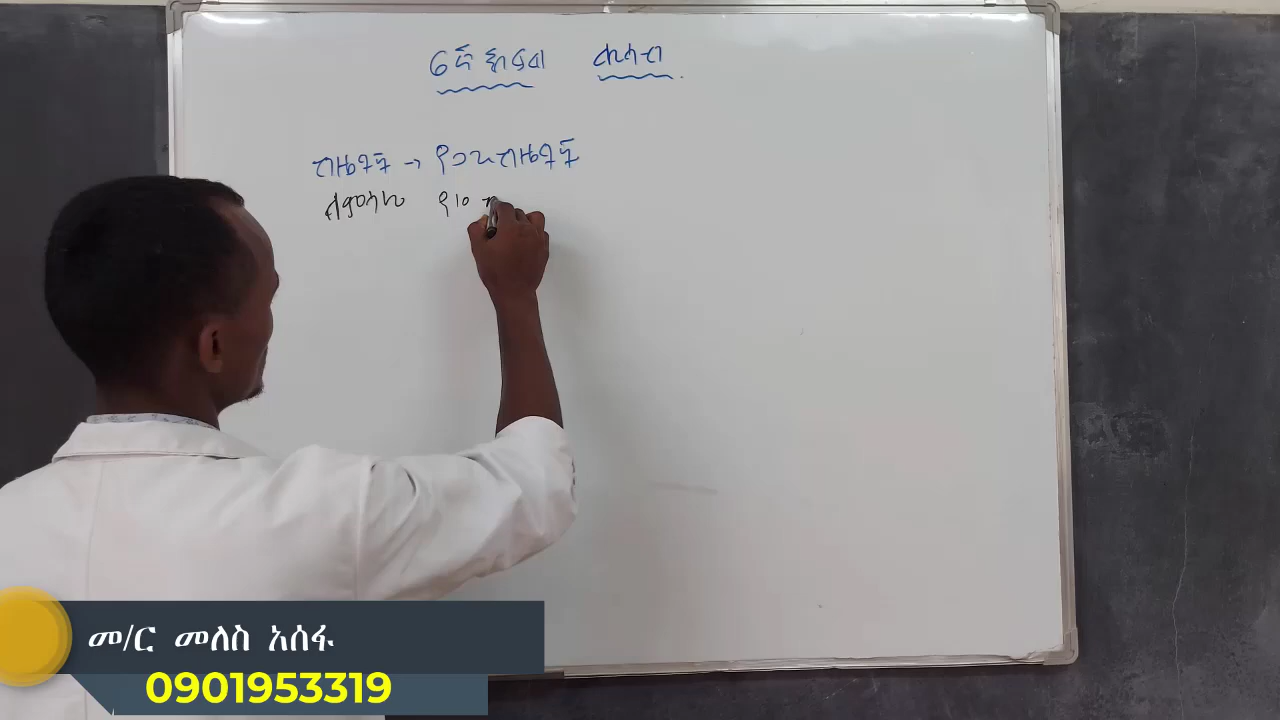 6ኛ ክፍል ሒሳብ
ብዜቶች → የጋራ ብዜቶች
ለምሳሌ የ10
መ/ር መለስ አሰፋ
0901953319